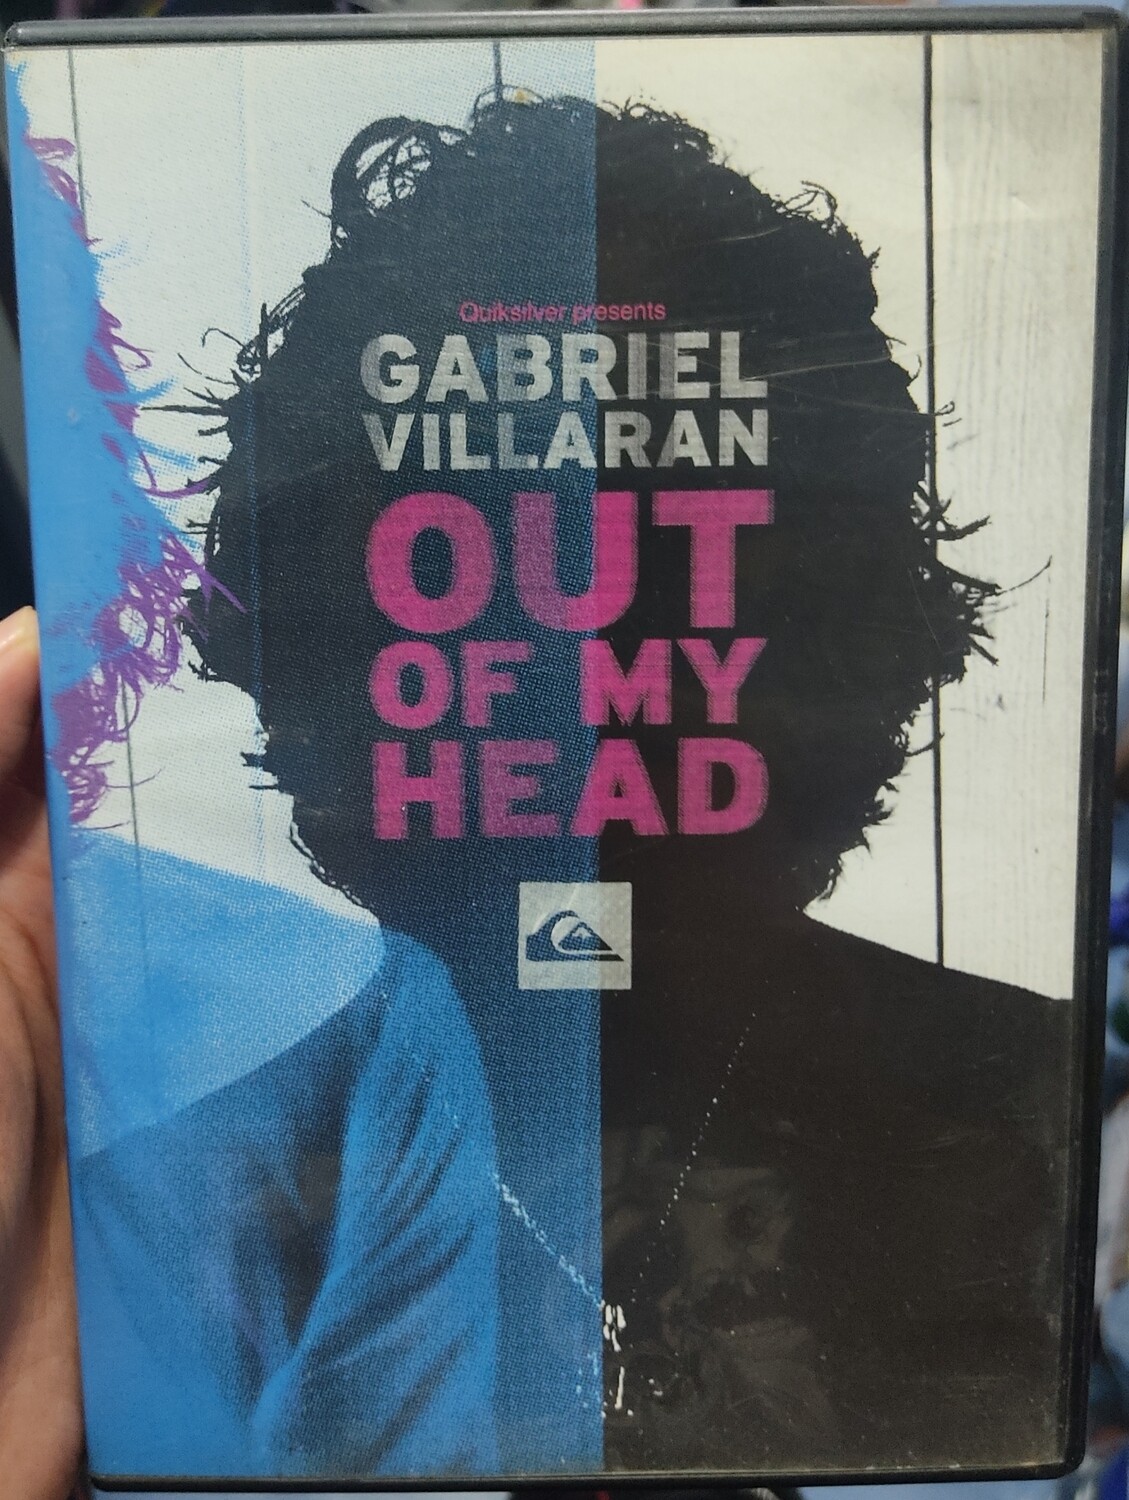 Quiksilver presents
GABRIEL
VILLARAN
OUT
OF MY
HEAD